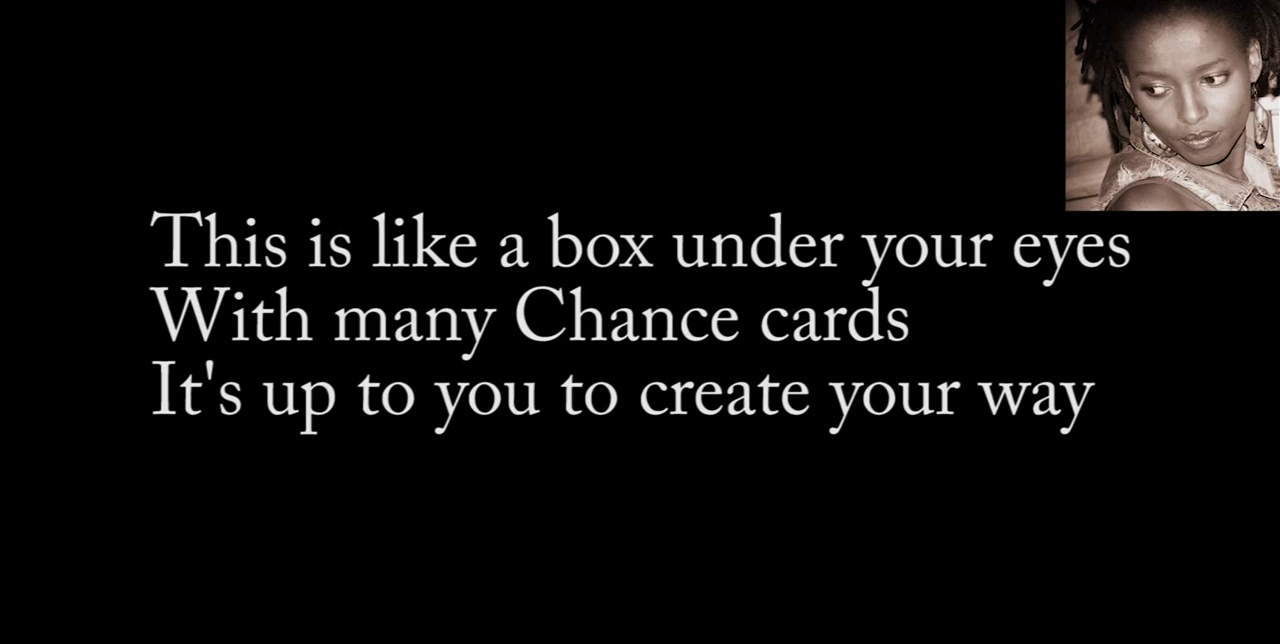 This is like a box under your eyes
With many Chance cards
It's up to you to create your way